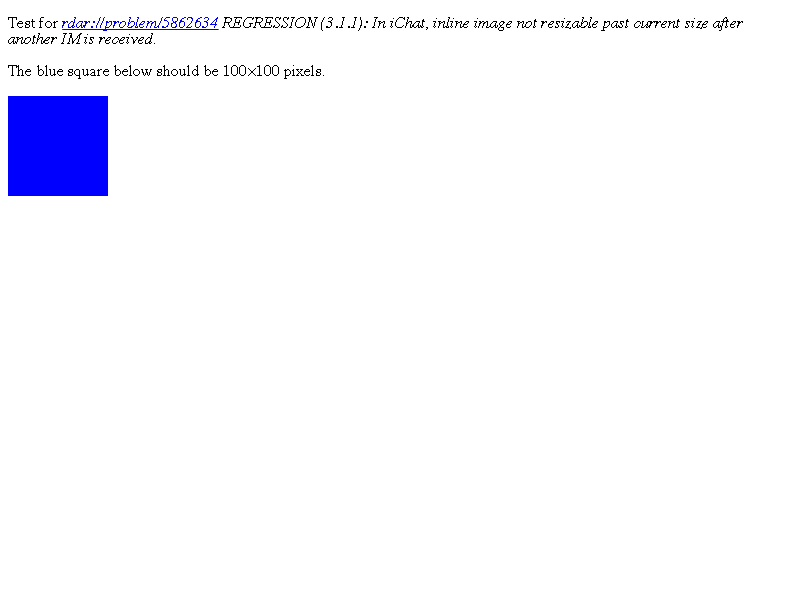 Test for rdar://problem/5862634 REGRESSION (3.1.1): In iChat, inline image not resizable past current size after
another IM is received.
The blue square below should be 100×100 pixels.